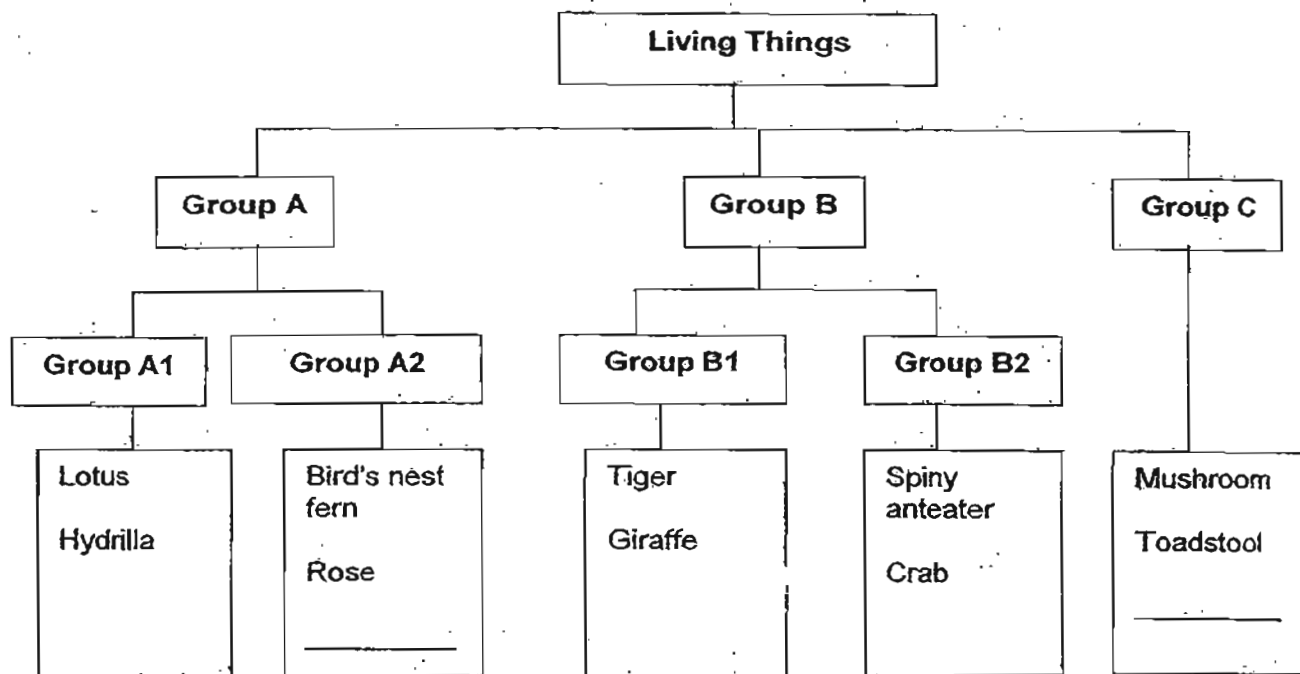 Living Things
Group A
Group B
Group C
Group A1
Group A2
Group B1
Group B2
Lotus
Hydrilla
Bird's nest
fern
Rose
Tiger
Giraffe
Spiny
anteater
Crab
Mushroom
Toadstool